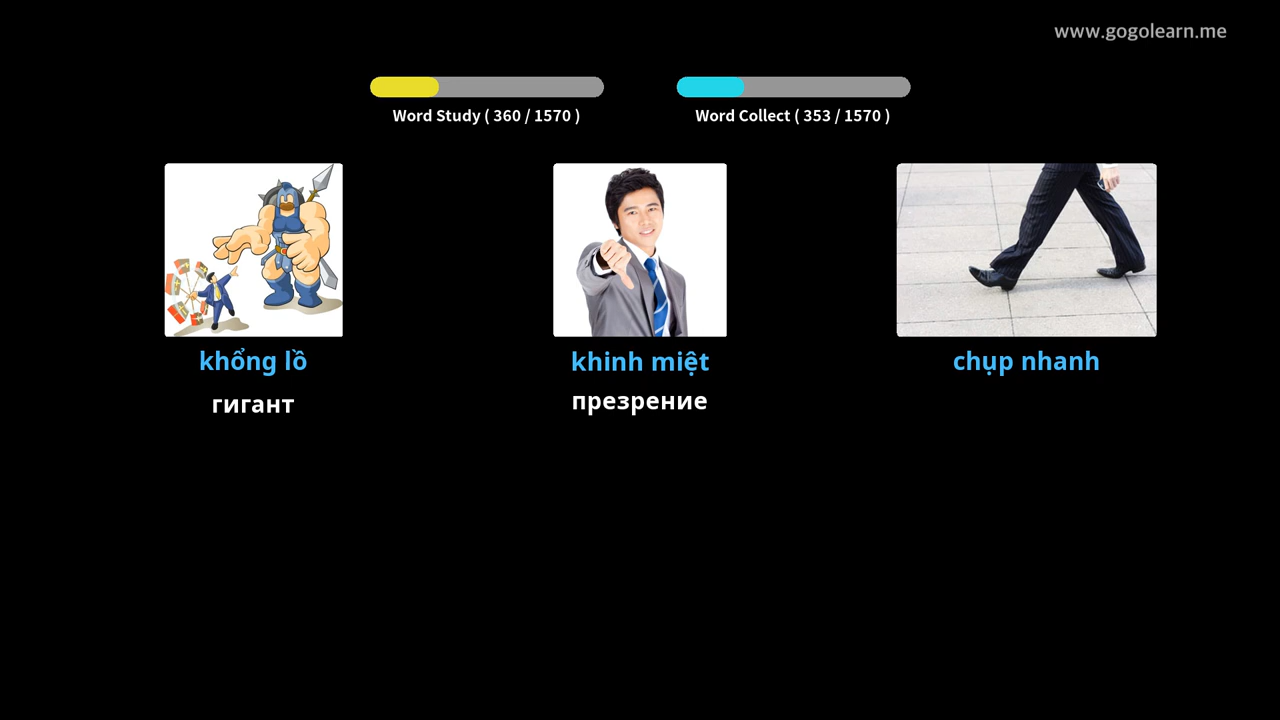 www.gogolearn.me
Word Study ( 360 / 1570 )
Word Collect ( 353 / 1570 )
khổng lồ
khinh miệt
chụp nhanh
гигант
презрение